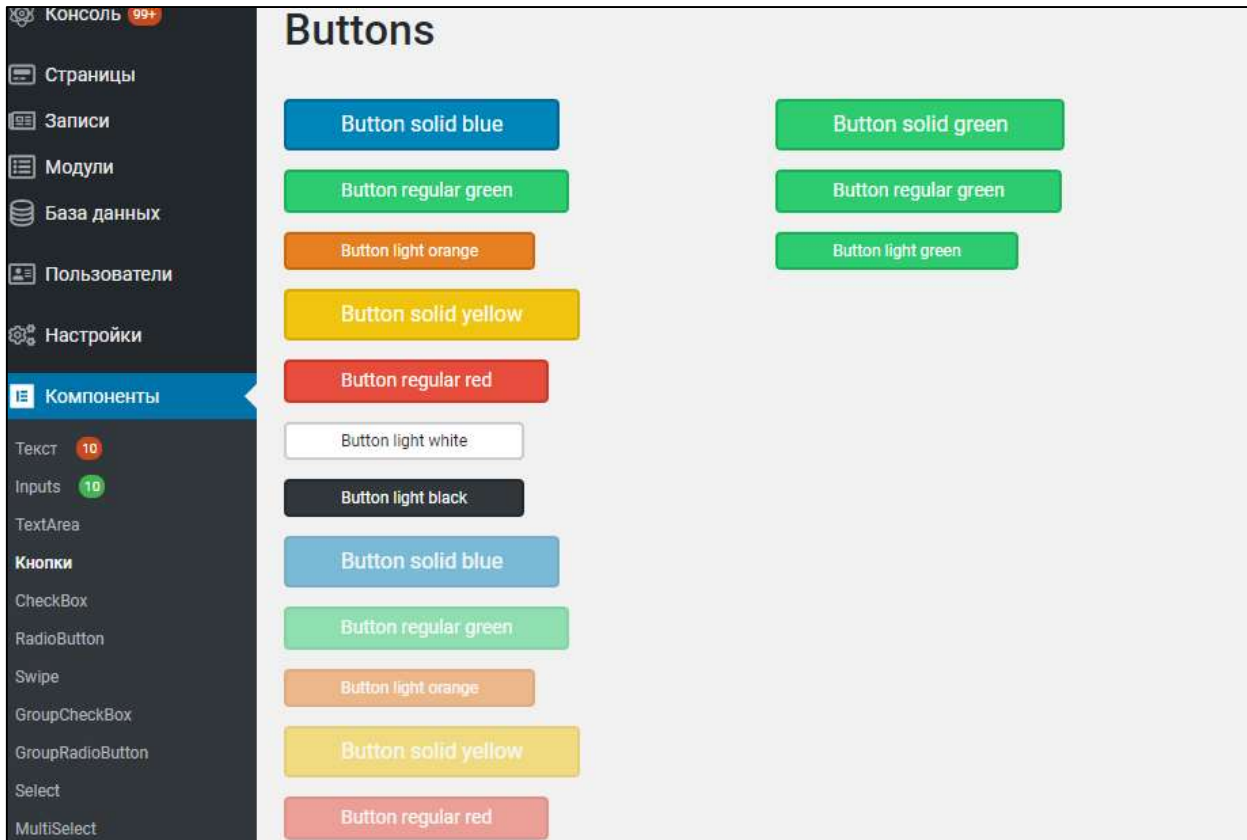 Консоль 99+
Страницы
Записи
Модули
База данных
Пользователи
Настройки
Компоненты
Текст 10
Inputs 10
TextArea
Кнопки
CheckBox
RadioButton
Swipe
GroupCheckBox
GroupRadioButton
Select
MultiSelect
Buttons
Button solid blue
Button regular green
Button light orange
Button solid yellow
Button regular red
Button light white
Button light black
Button solid blue
Button regular green
Button light orange
Button solid yellow
Button regular red
Button solid green
Button regular green
Button light green